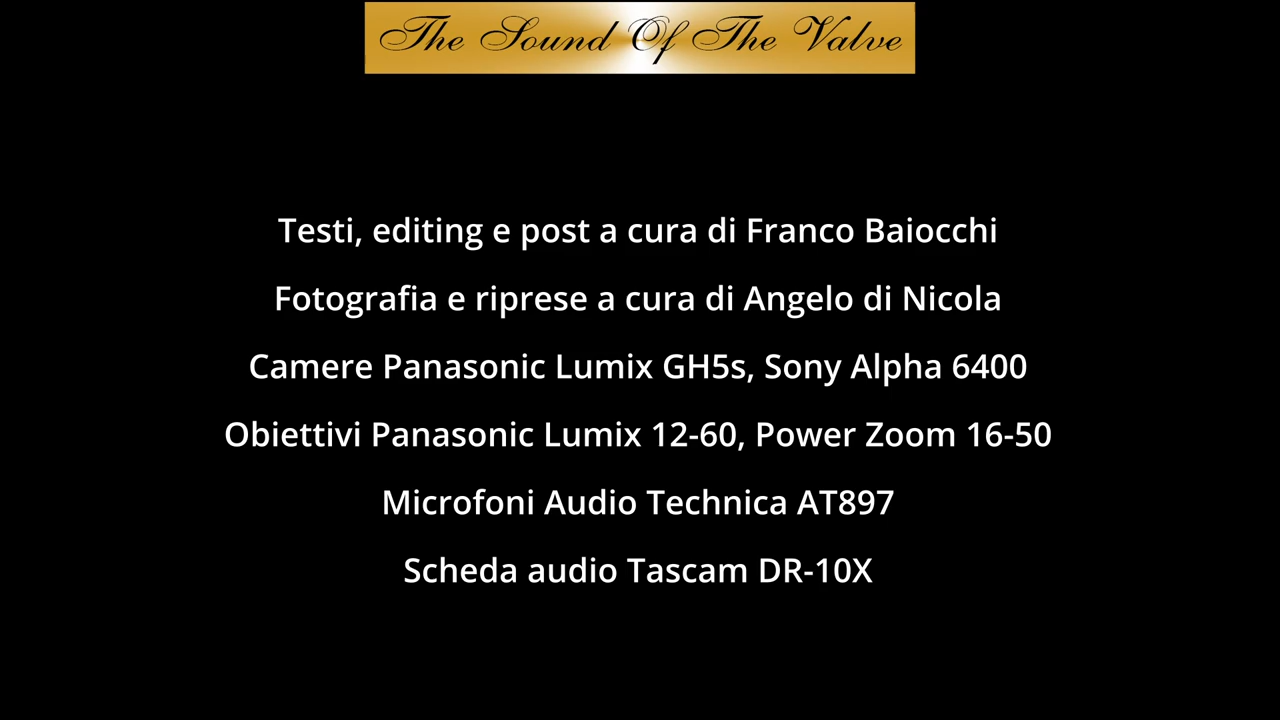 The Sound Of The Valve
Testi, editing e post a cura di Franco Baiocchi
Fotografia e riprese a cura di Angelo di Nicola
Camere Panasonic Lumix GH5s, Sony Alpha 6400
Obiettivi Panasonic Lumix 12-60, Power Zoom 16-50
Microfoni Audio Technica AT897
Scheda audio Tascam DR-10X